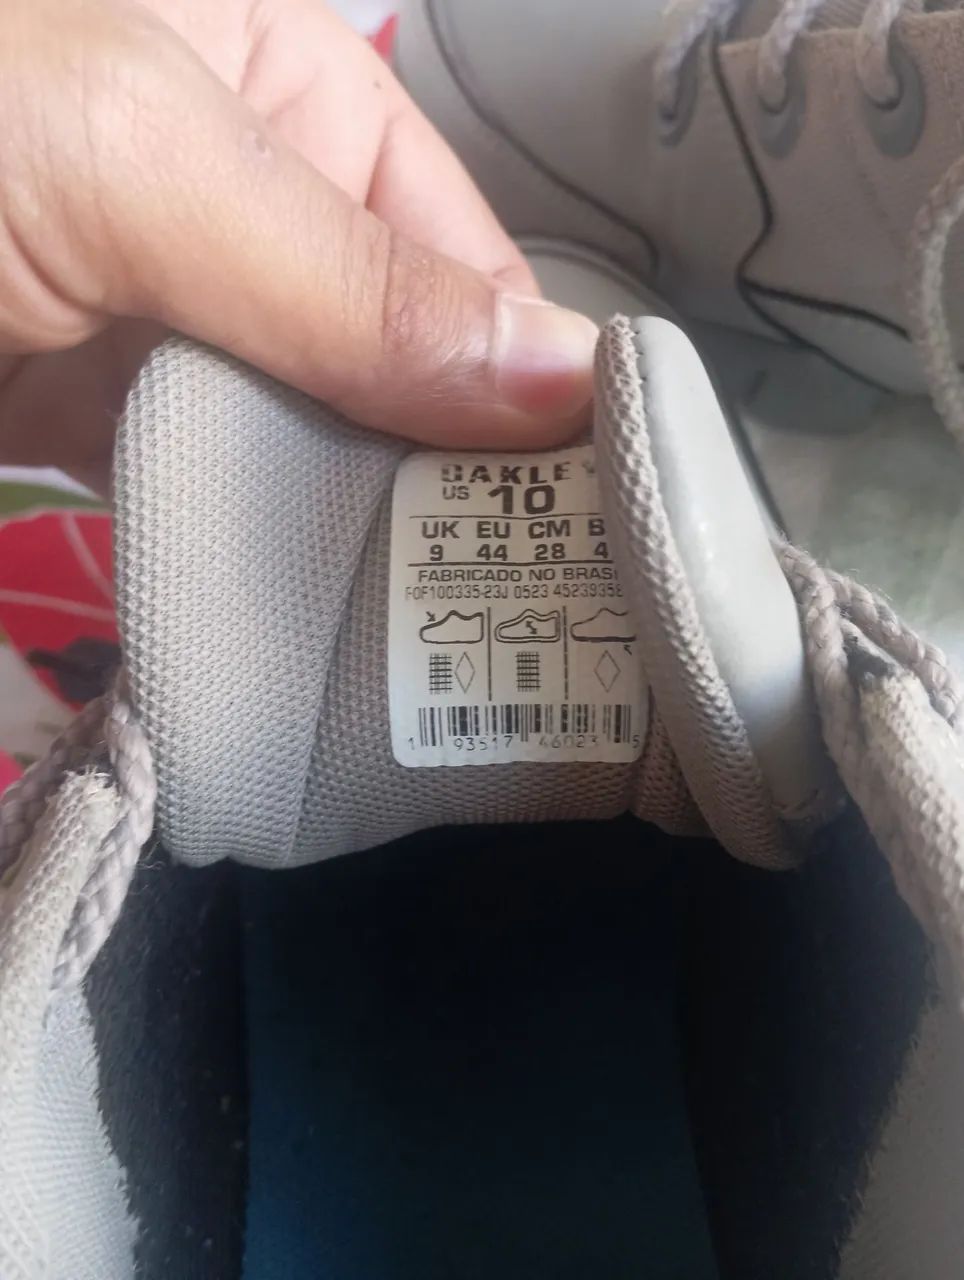 OAKLEY
US 10
UK EU CM B
9 44 28 4
FABRICADO NO BRASI
FOF100335-23J 0523 45239358
1 93517 46023 5